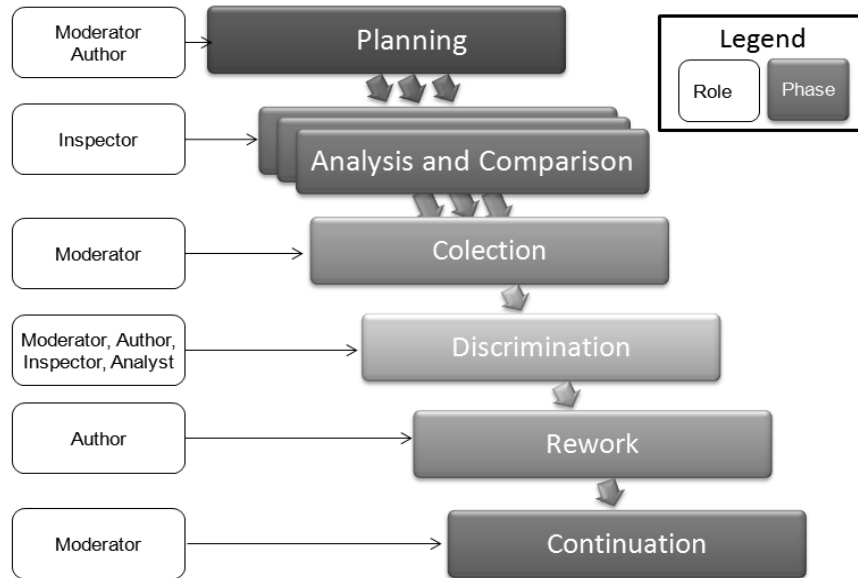 Moderator
Author
Planning
Legend
Role
Phase
Inspector
Analysis and Comparison
Moderator
Colection
Moderator, Author,
Inspector, Analyst
Discrimination
Author
Rework
Moderator
Continuation